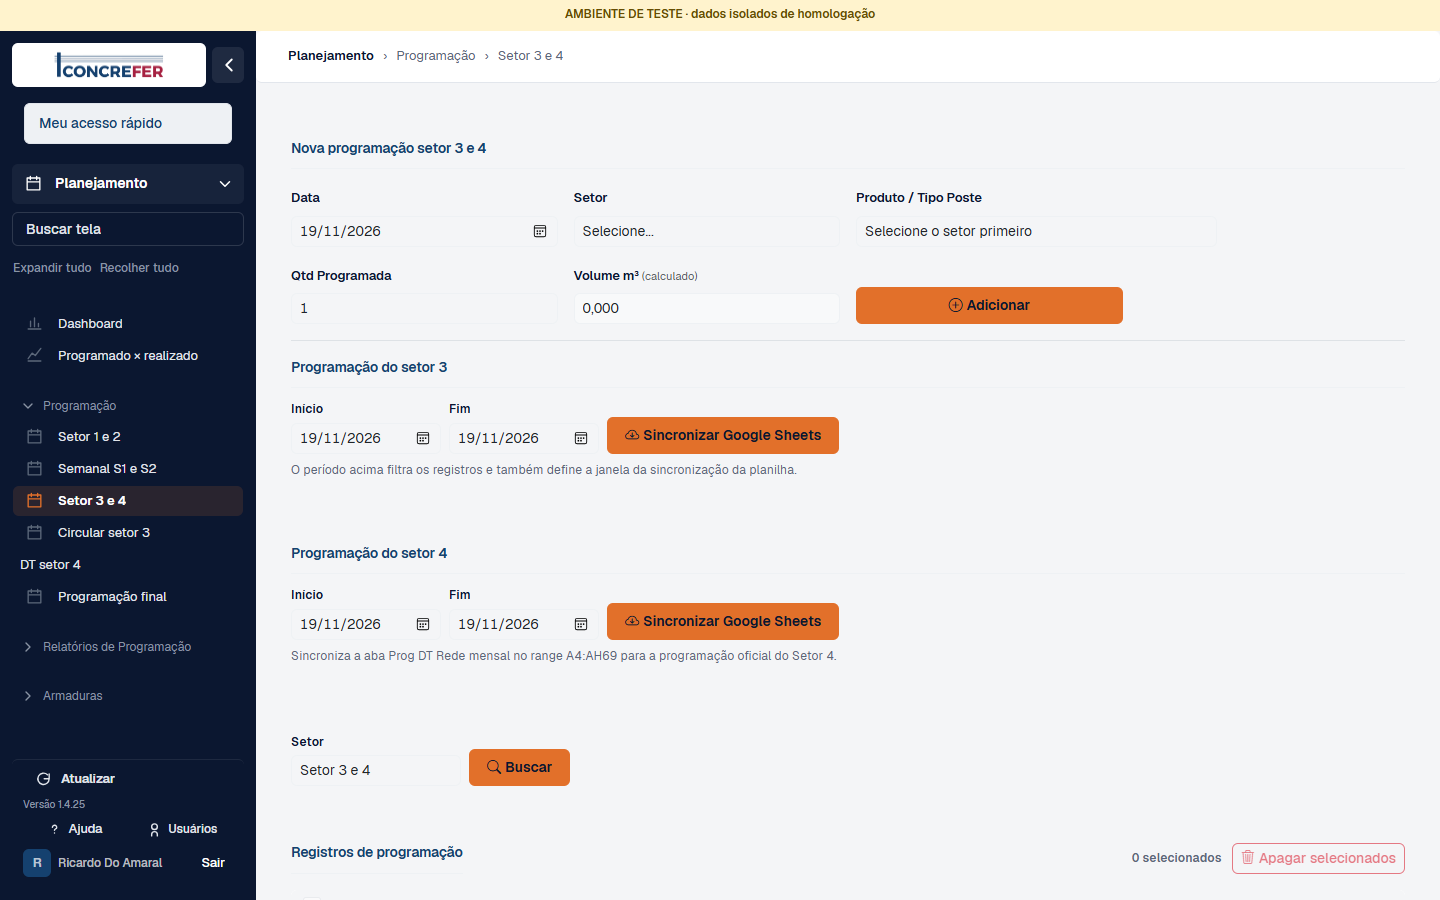 AMBIENTE DE TESTE · dados isolados de homologação
CONCREFER
Meu acesso rápido
Planejamento
Buscar tela
Expandir tudo Recolher tudo
Dashboard
Programado × realizado
Programação
Setor 1 e 2
Semanal S1 e S2
Setor 3 e 4
Circular setor 3
DT setor 4
Programação final
Relatórios de Programação
Armaduras
Atualizar
Versão 1.4.25
? Ajuda Usuários
R Ricardo Do Amaral Sair
Planejamento › Programação › Setor 3 e 4
Nova programação setor 3 e 4
Data Setor Produto / Tipo Poste
19/11/2026 Selecione... Selecione o setor primeiro
Qtd Programada Volume m³ (calculado)
1 0,000 Adicionar
Programação do setor 3
Início Fim
19/11/2026 19/11/2026 Sincronizar Google Sheets
O período acima filtra os registros e também define a janela da sincronização da planilha.
Programação do setor 4
Início Fim
19/11/2026 19/11/2026 Sincronizar Google Sheets
Sincroniza a aba Prog DT Rede mensal no range A4:AH69 para a programação oficial do Setor 4.
Setor
Setor 3 e 4 Buscar
Registros de programação 0 selecionados Apagar selecionados